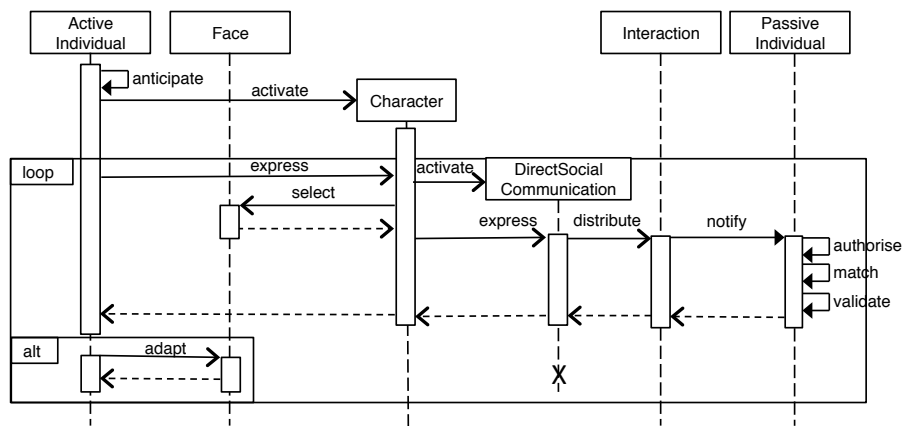 Active
Individual
Face
Interaction
Passive
Individual
anticipate
activate
Character
loop
express
activate
DirectSocial
Communication
select
express
distribute
notify
authorise
match
validate
alt
adapt
X